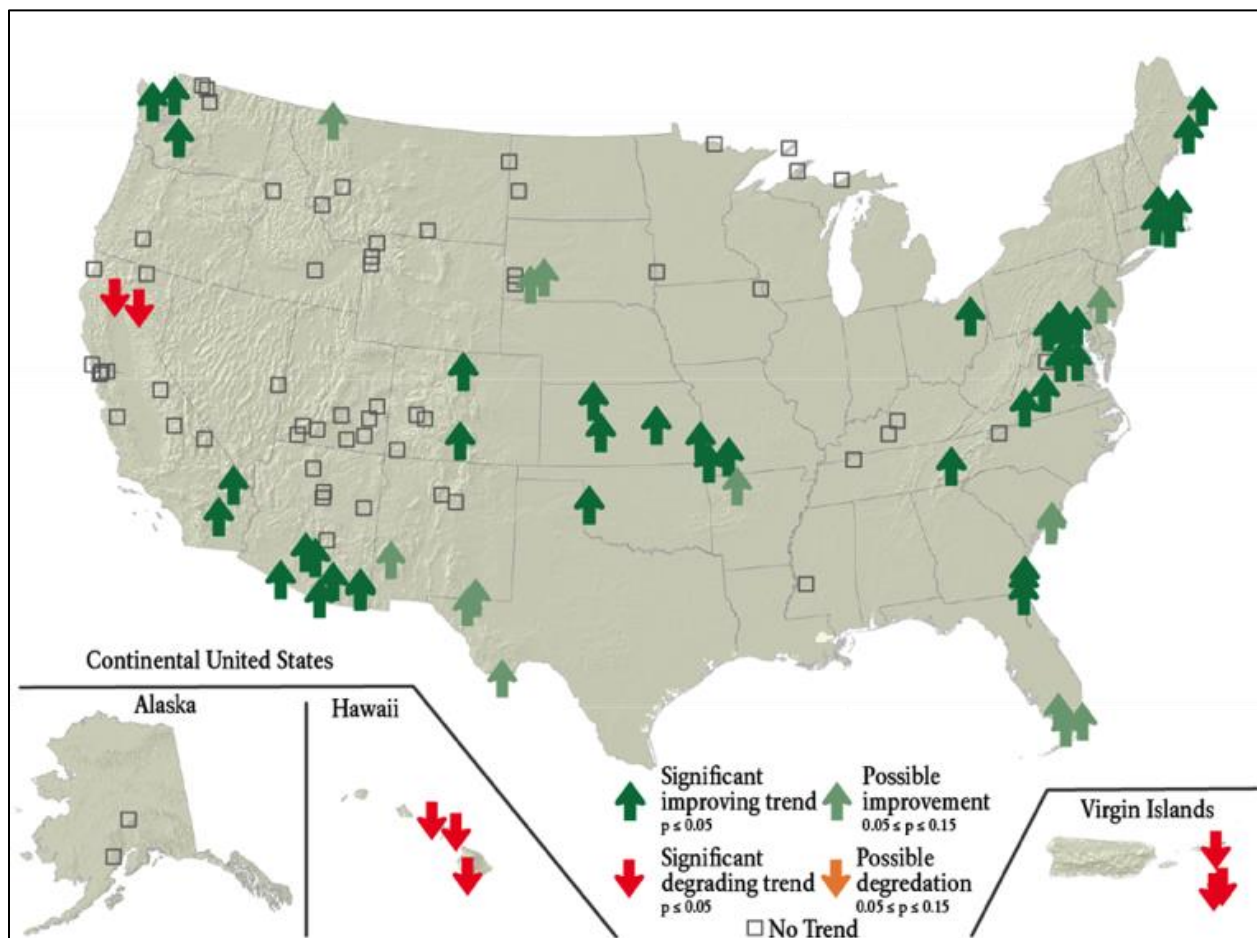 Continental United States
Alaska
Hawaii
Significant
improving trend
p ≤ 0.05
Possible
improvement
0.05 ≤ p ≤ 0.15
Significant
degrading trend
p ≤ 0.05
Possible
degredation
0.05 ≤ p ≤ 0.15
No Trend
Virgin Islands